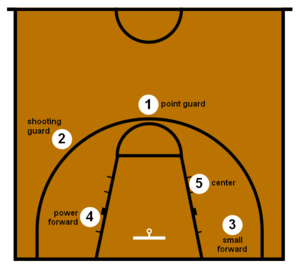 1 point guard
shooting
guard
2
5 center
power
forward
4
3
small
forward